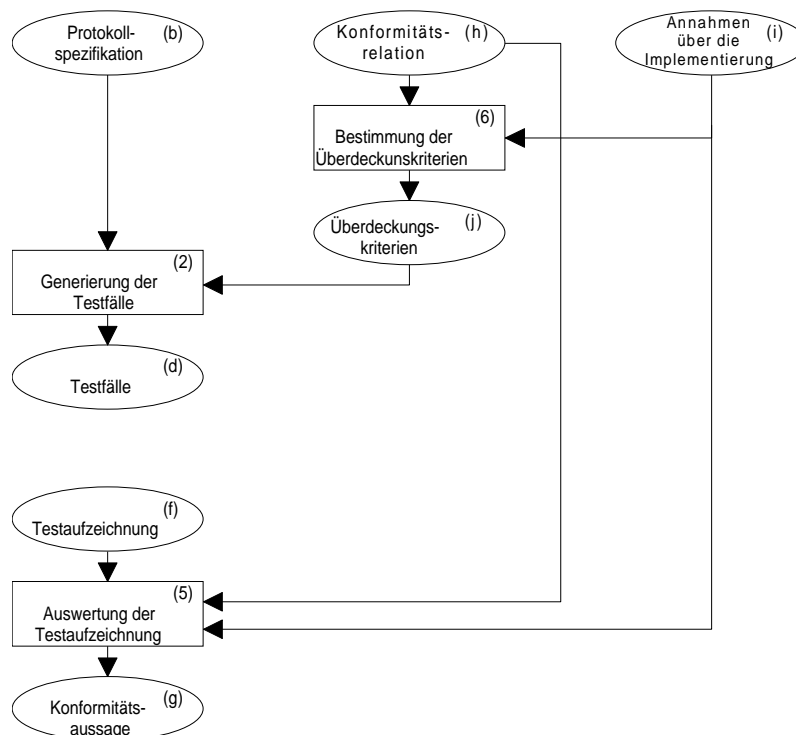 Protokoll-
spezifikation
(b)
Konformitäts-
relation
(h)
Annahmen
über die
Implementierung
(i)
(6)
Bestimmung der
Überdeckunskriterien
Überdeckungs-
kriterien
(j)
(2)
Generierung der
Testfälle
(d)
Testfälle
(f)
Testaufzeichnung
(5)
Auswertung der
Testaufzeichnung
(g)
Konformitäts-
aussage